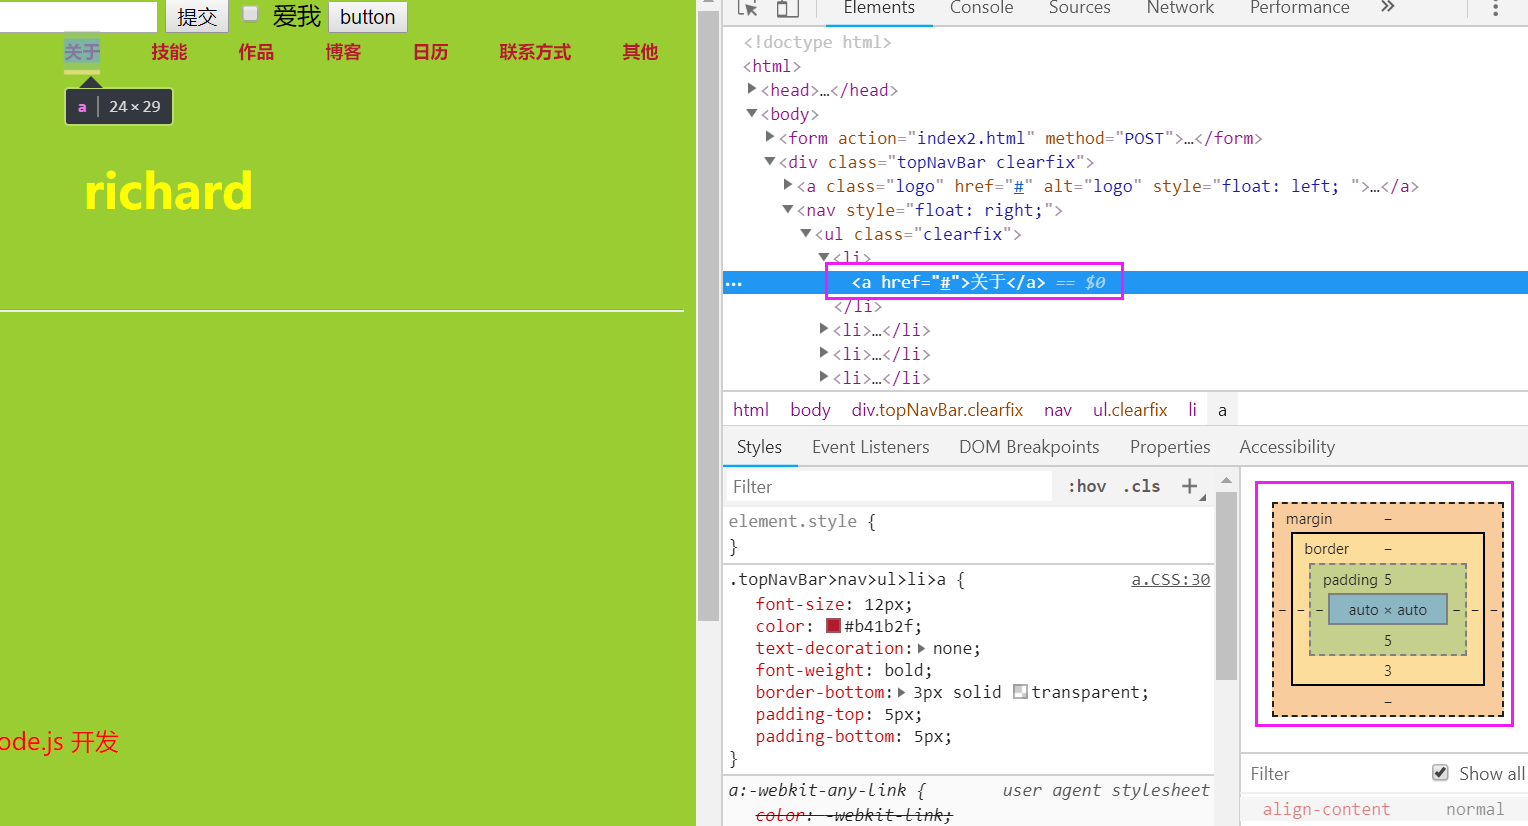 提交 爱我 button
关于 技能 作品 博客 日历 联系方式 其他
a 24 × 29
richard
ode.js 开发
Elements Console Sources Network Performance »
<!doctype html>
<html>
<head>…</head>
<body>
<form action="index2.html" method="POST">…</form>
<div class="topNavBar clearfix">
<a class="logo" href="#" alt="logo" style="float: left; ">…</a>
<nav style="float: right;">
<ul class="clearfix">
<li>
… <a href="#">关于</a> == $0
</li>
<li>…</li>
<li>…</li>
<li>…</li>
html body div.topNavBar.clearfix nav ul.clearfix li a
Styles Event Listeners DOM Breakpoints Properties Accessibility
Filter :hov .cls +
element.style {
}
.topNavBar>nav>ul>li>a { a.CSS:30
font-size: 12px;
color: #b41b2f;
text-decoration: none;
font-weight: bold;
border-bottom: 3px solid transparent;
padding-top: 5px;
padding-bottom: 5px;
}
a:-webkit-any-link { user agent stylesheet
color: -webkit-link;
margin –
border –
padding 5
– – – auto × auto – – –
5
3
–
Filter Show all
align-content normal